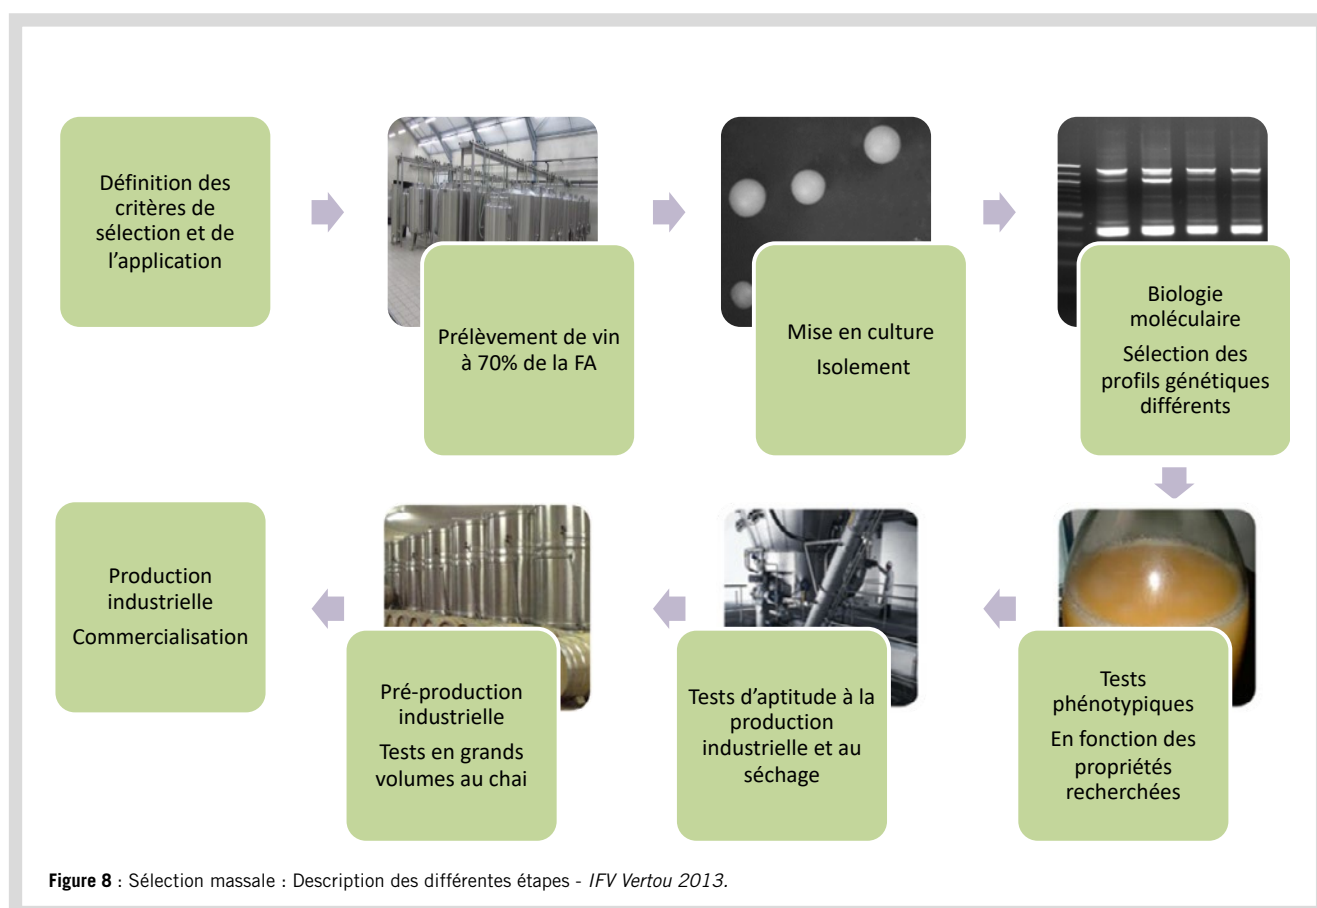 Définition des
critères de
sélection et de
l’application
Prélèvement de vin
à 70% de la FA
Mise en culture
Isolement
Biologie
moléculaire
Sélection des
profils génétiques
différents
Tests
phénotypiques
En fonction des
propriétés
recherchées
Tests d’aptitude à la
production
industrielle et au
séchage
Pré-production
industrielle
Tests en grands
volumes au chai
Production
industrielle
Commercialisation
Figure 8 : Sélection massale : Description des différentes étapes - IFV Vertou 2013.